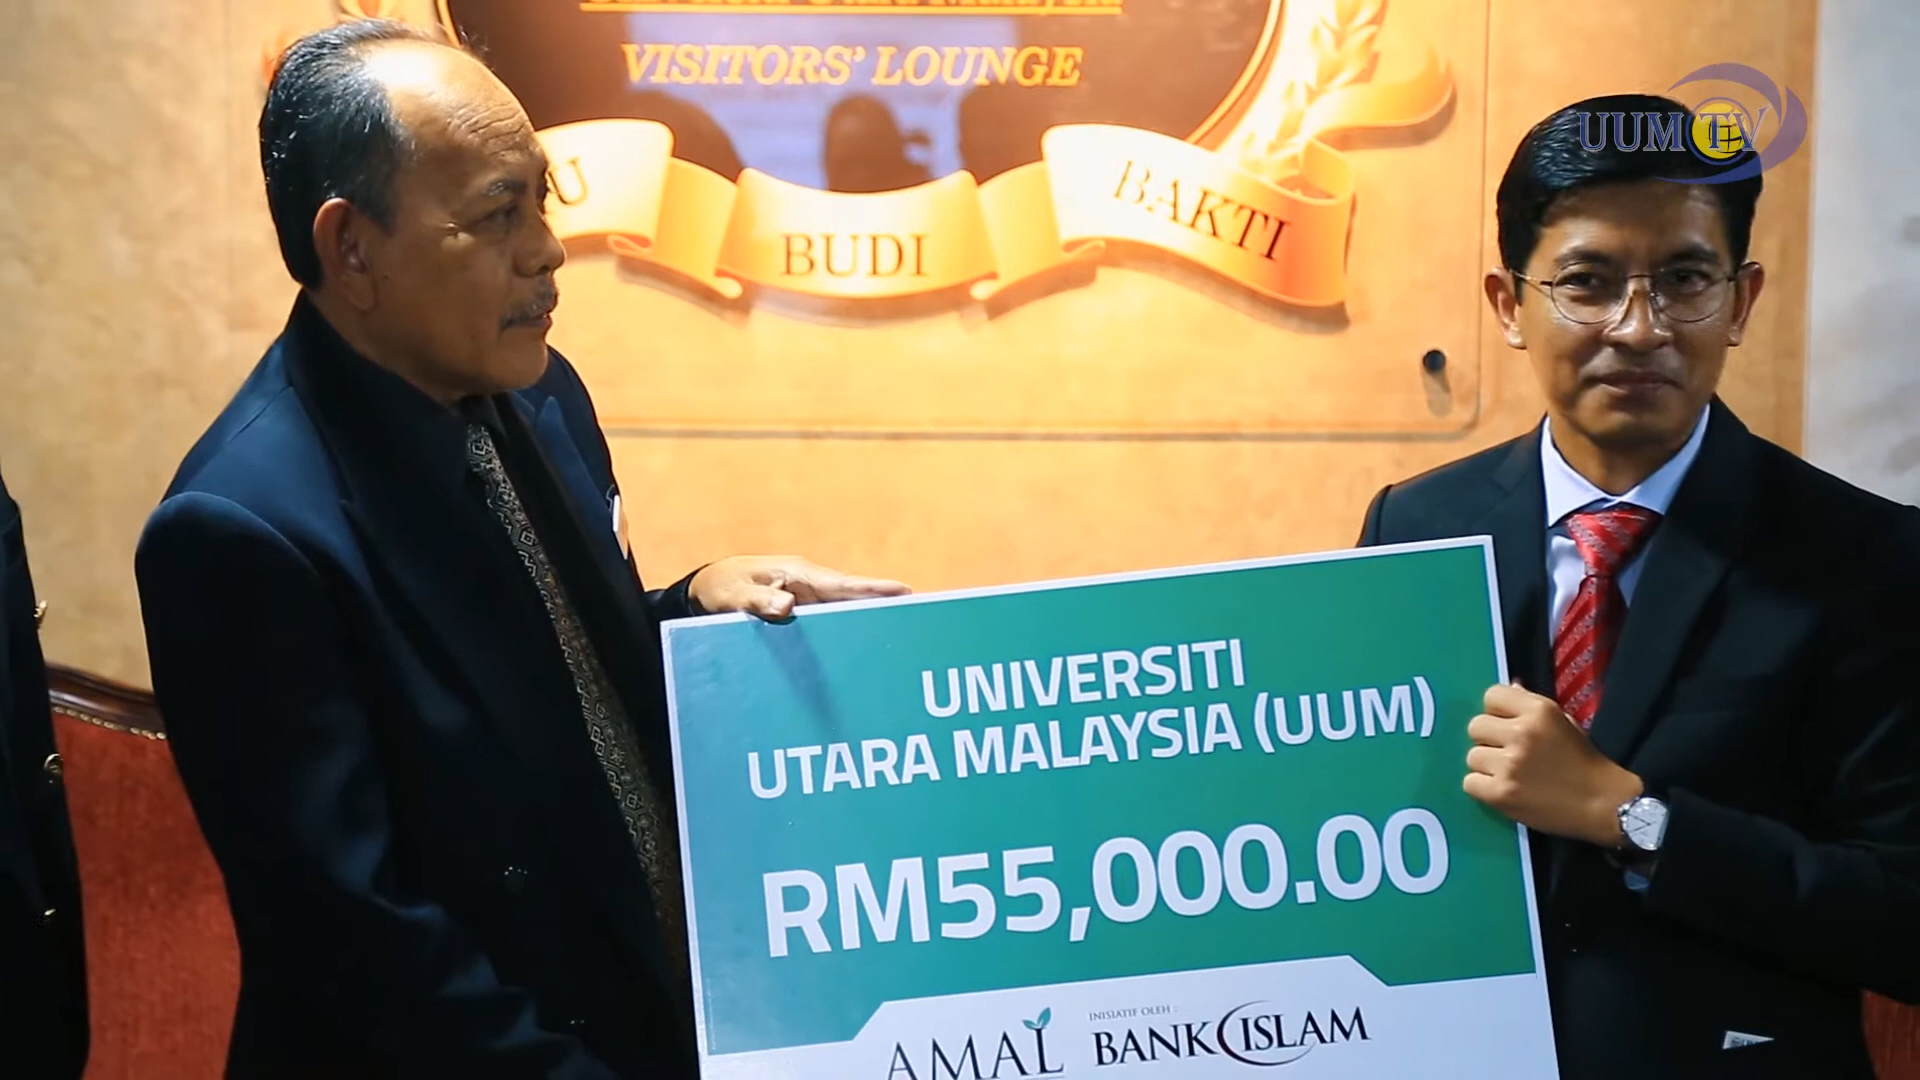 VISITORS' LOUNGE
UUM TV
BUDI
BAKTI
UNIVERSITI
UTARA MALAYSIA (UUM)
RM55,000.00
AMAL
INISIATIF OLEH :
BANK ISLAM